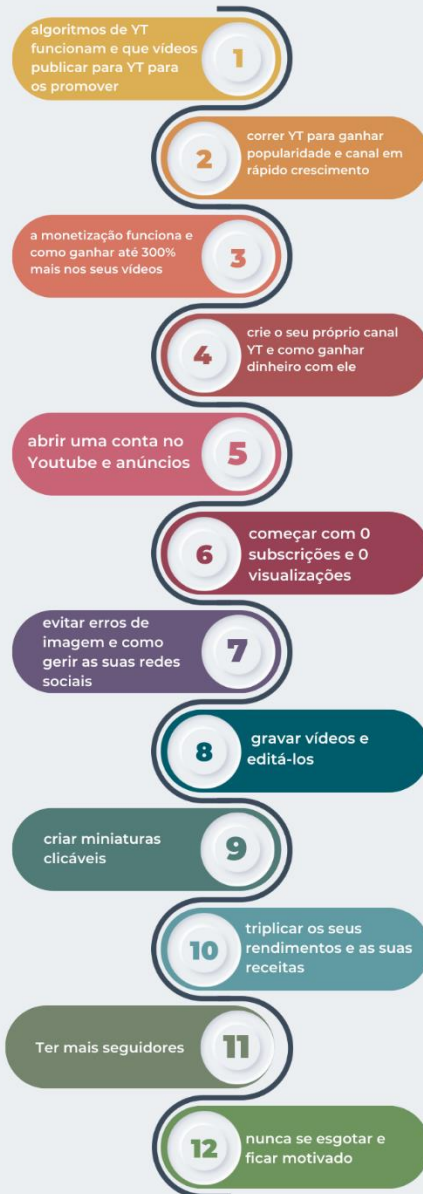 algoritmos de YT
funcionam e que vídeos
publicar para YT para
os promover
1
2
correr YT para ganhar
popularidade e canal em
rápido crescimento
a monetização funciona e
como ganhar até 300%
mais nos seus vídeos
3
4
crie o seu próprio canal
YT e como ganhar
dinheiro com ele
abrir uma conta no
Youtube e anúncios
5
6
começar com 0
subscrições e 0
visualizações
evitar erros de
imagem e como
gerir as suas redes
sociais
7
8
gravar vídeos e
editá-los
criar miniaturas
clicáveis
9
10
triplicar os seus
rendimentos e as suas
receitas
Ter mais seguidores
11
12
nunca se esgotar e
ficar motivado